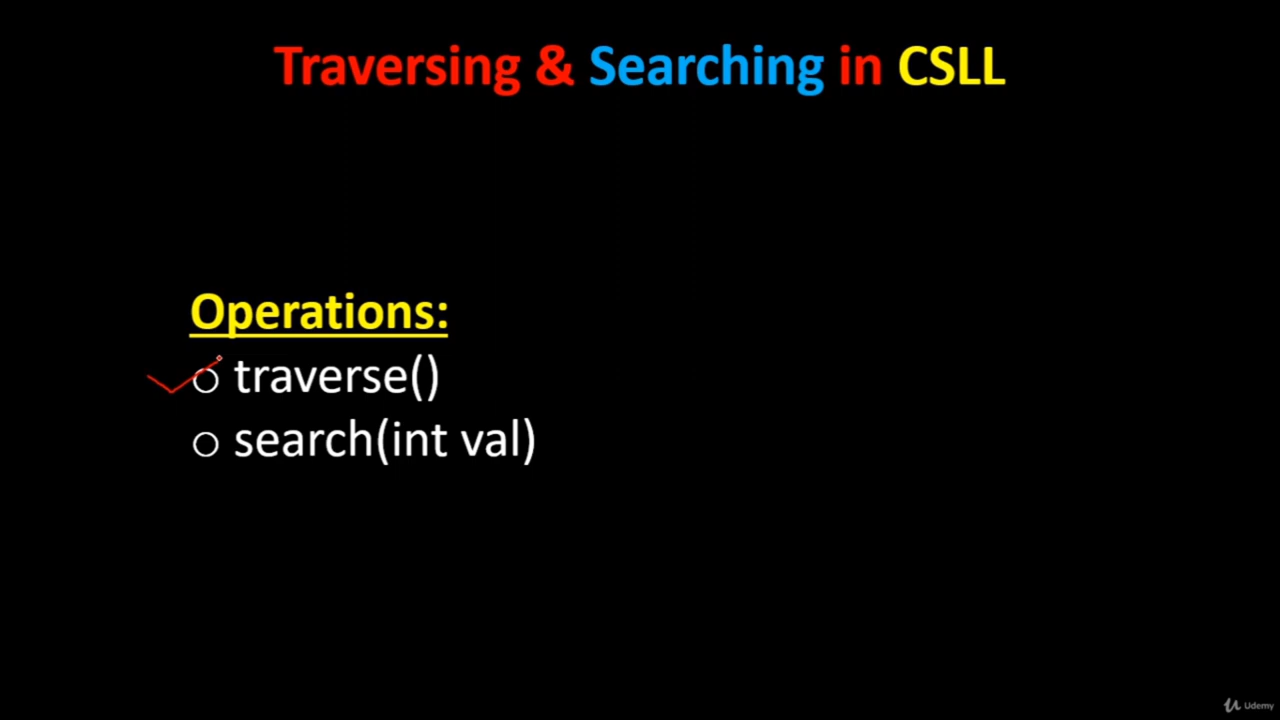 Traversing & Searching in CSLL
Operations:
traverse()
search(int val)
Udemy